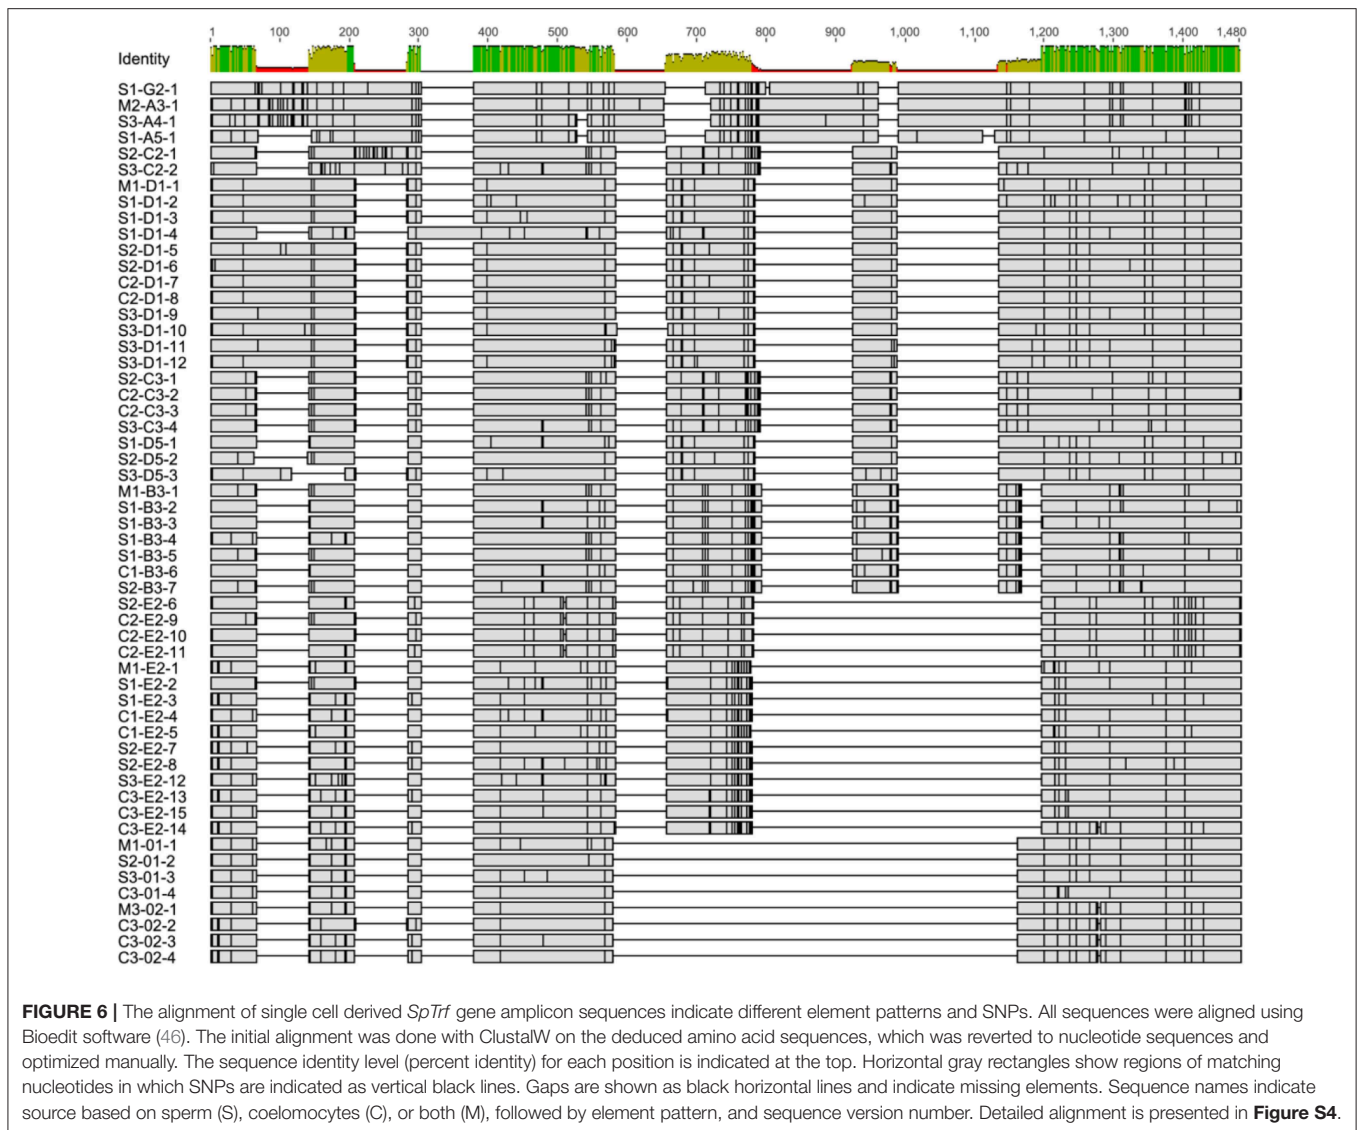 1 100 200 300 400 500 600 700 800 900 1,000 1,100 1,200 1,300 1,400 1,480
Identity
S1-G2-1
M2-A3-1
S3-A4-1
S1-A5-1
S2-C2-1
S3-C2-2
M1-D1-1
S1-D1-2
S1-D1-3
S1-D1-4
S2-D1-5
S2-D1-6
C2-D1-7
C2-D1-8
S3-D1-9
S3-D1-10
S3-D1-11
S3-D1-12
S2-C3-1
C2-C3-2
C2-C3-3
S3-C3-4
S1-D5-1
S2-D5-2
S3-D5-3
M1-B3-1
S1-B3-2
S1-B3-3
S1-B3-4
S1-B3-5
C1-B3-6
S2-B3-7
S2-E2-6
C2-E2-9
C2-E2-10
C2-E2-11
M1-E2-1
S1-E2-2
S1-E2-3
C1-E2-4
C1-E2-5
S2-E2-7
S2-E2-8
S3-E2-12
C3-E2-13
C3-E2-15
C3-E2-14
M1-01-1
S2-01-2
S3-01-3
C3-01-4
M3-02-1
C3-02-2
C3-02-3
C3-02-4
FIGURE 6 | The alignment of single cell derived SpTrf gene amplicon sequences indicate different element patterns and SNPs. All sequences were aligned using
Bioedit software (46). The initial alignment was done with ClustalW on the deduced amino acid sequences, which was reverted to nucleotide sequences and
optimized manually. The sequence identity level (percent identity) for each position is indicated at the top. Horizontal gray rectangles show regions of matching
nucleotides in which SNPs are indicated as vertical black lines. Gaps are shown as black horizontal lines and indicate missing elements. Sequence names indicate
source based on sperm (S), coelomocytes (C), or both (M), followed by element pattern, and sequence version number. Detailed alignment is presented in Figure S4.